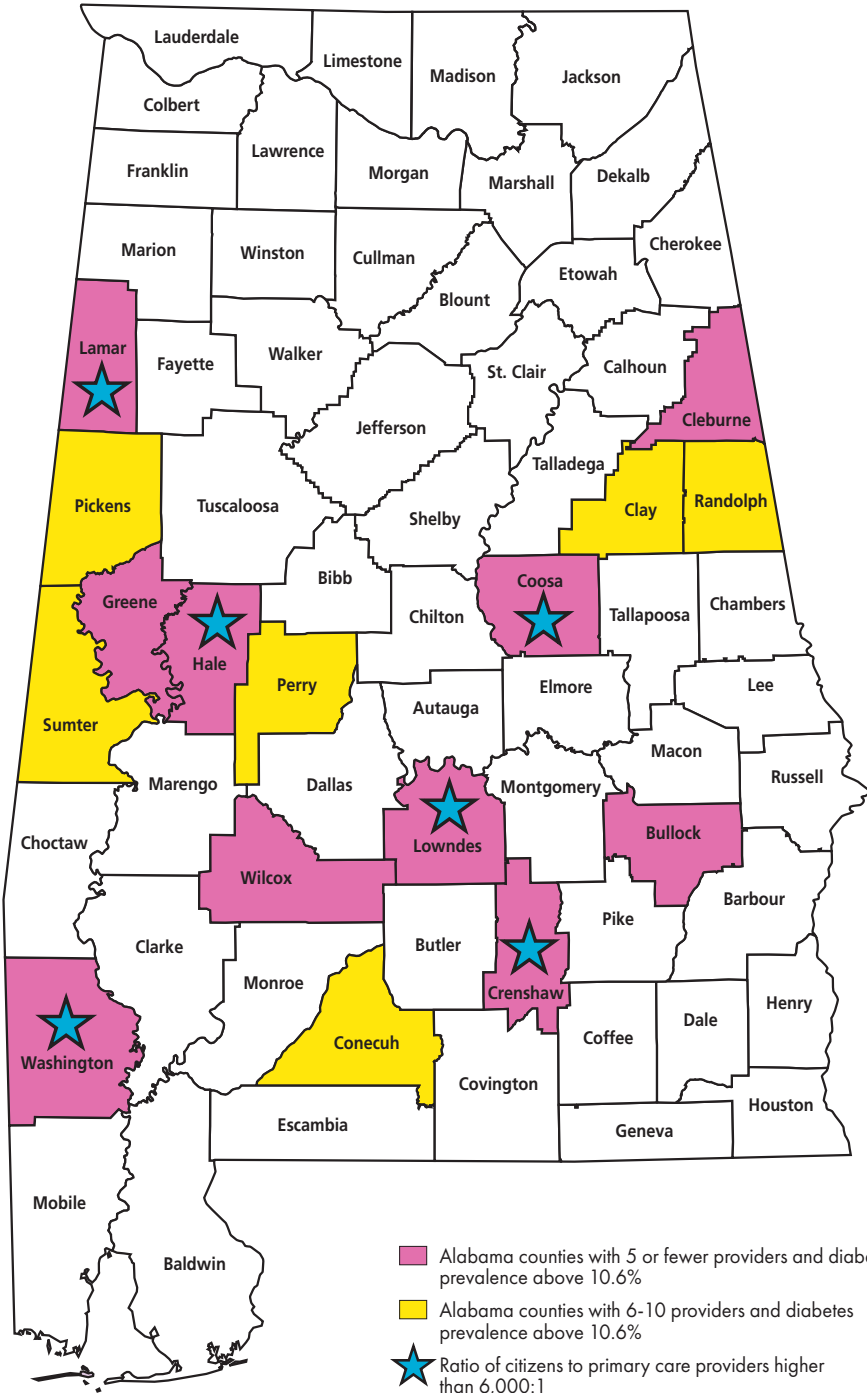 Lauderdale
Limestone
Madison
Jackson
Colbert
Lawrence
Franklin
Morgan
Marshall
Dekalb
Marion
Winston
Cullman
Cherokee
Etowah
Blount
Lamar
Fayette
Walker
St. Clair
Calhoun
Cleburne
Jefferson
Talladega
Pickens
Tuscaloosa
Shelby
Clay
Randolph
Greene
Bibb
Coosa
Chilton
Tallapoosa
Chambers
Hale
Perry
Elmore
Lee
Autauga
Sumter
Macon
Marengo
Dallas
Montgomery
Russell
Choctaw
Lowndes
Bullock
Wilcox
Barbour
Pike
Clarke
Butler
Monroe
Crenshaw
Henry
Conecuh
Coffee
Dale
Washington
Covington
Houston
Escambia
Geneva
Mobile
Baldwin
Alabama counties with 5 or fewer providers and diabe
prevalence above 10.6%
Alabama counties with 6-10 providers and diabetes
prevalence above 10.6%
Ratio of citizens to primary care providers higher
than 6,000:1